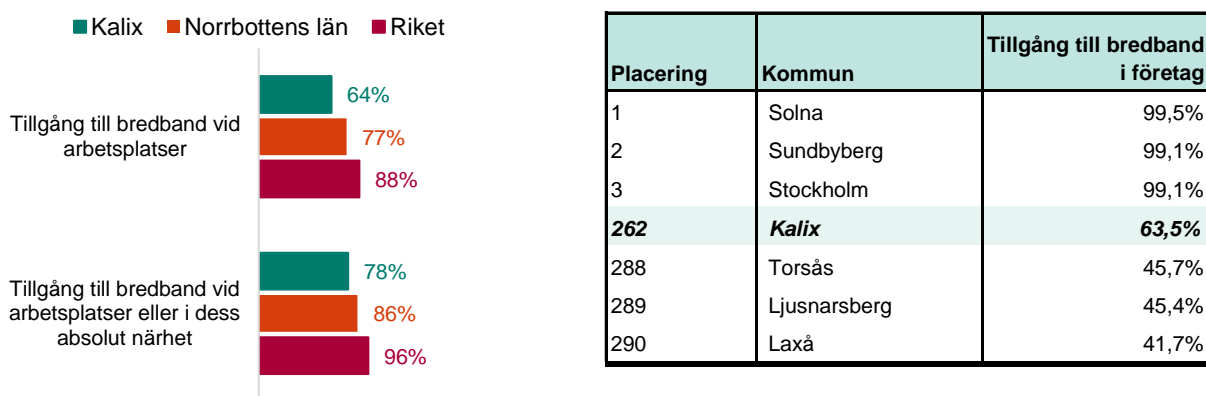 Kalix Norrbottens län Riket
Tillgång till bredband vid
arbetsplatser
64%
77%
88%
Tillgång till bredband vid
arbetsplatser eller i dess
absolut närhet
78%
86%
96%
Tillgång till bredband
Placering Kommun i företag
1 Solna 99,5%
2 Sundbyberg 99,1%
3 Stockholm 99,1%
262 Kalix 63,5%
288 Torsås 45,7%
289 Ljusnarsberg 45,4%
290 Laxå 41,7%